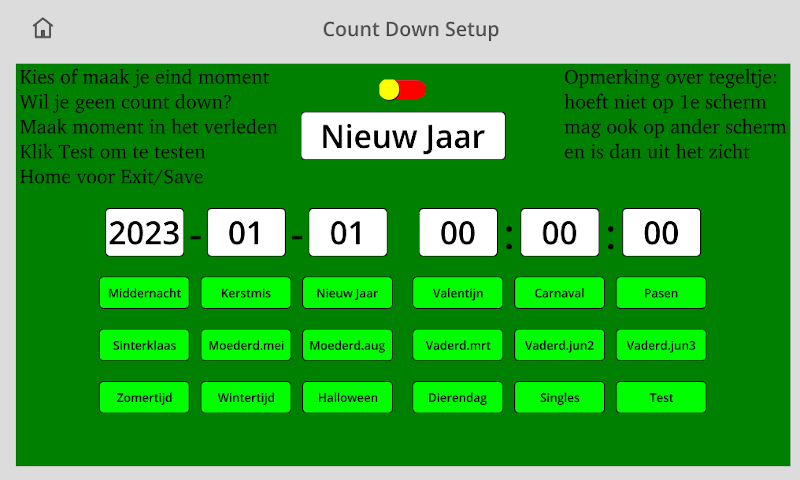 Count Down Setup
Kies of maak je eind moment
Wil je geen count down?
Maak moment in het verleden
Klik Test om te testen
Home voor Exit/Save
Opmerking over tegeltje:
hoeft niet op 1e scherm
mag ook op ander scherm
en is dan uit het zicht
Nieuw Jaar
2023 - 01 - 01 00 : 00 : 00
Middernacht Kerstmis Nieuw Jaar Valentijn Carnaval Pasen
Sinterklaas Moederd.mei Moederd.aug Vaderd.mrt Vaderd.jun2 Vaderd.jun3
Zomertijd Wintertijd Halloween Dierendag Singles Test